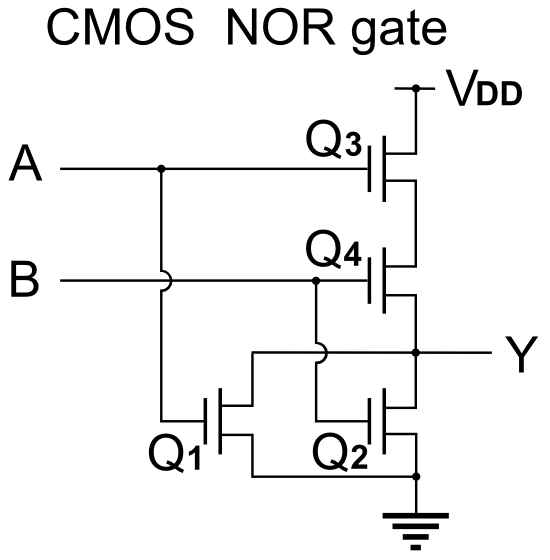 CMOS NOR gate
VDD
Q3
A
Q4
B
Y
Q1
Q2